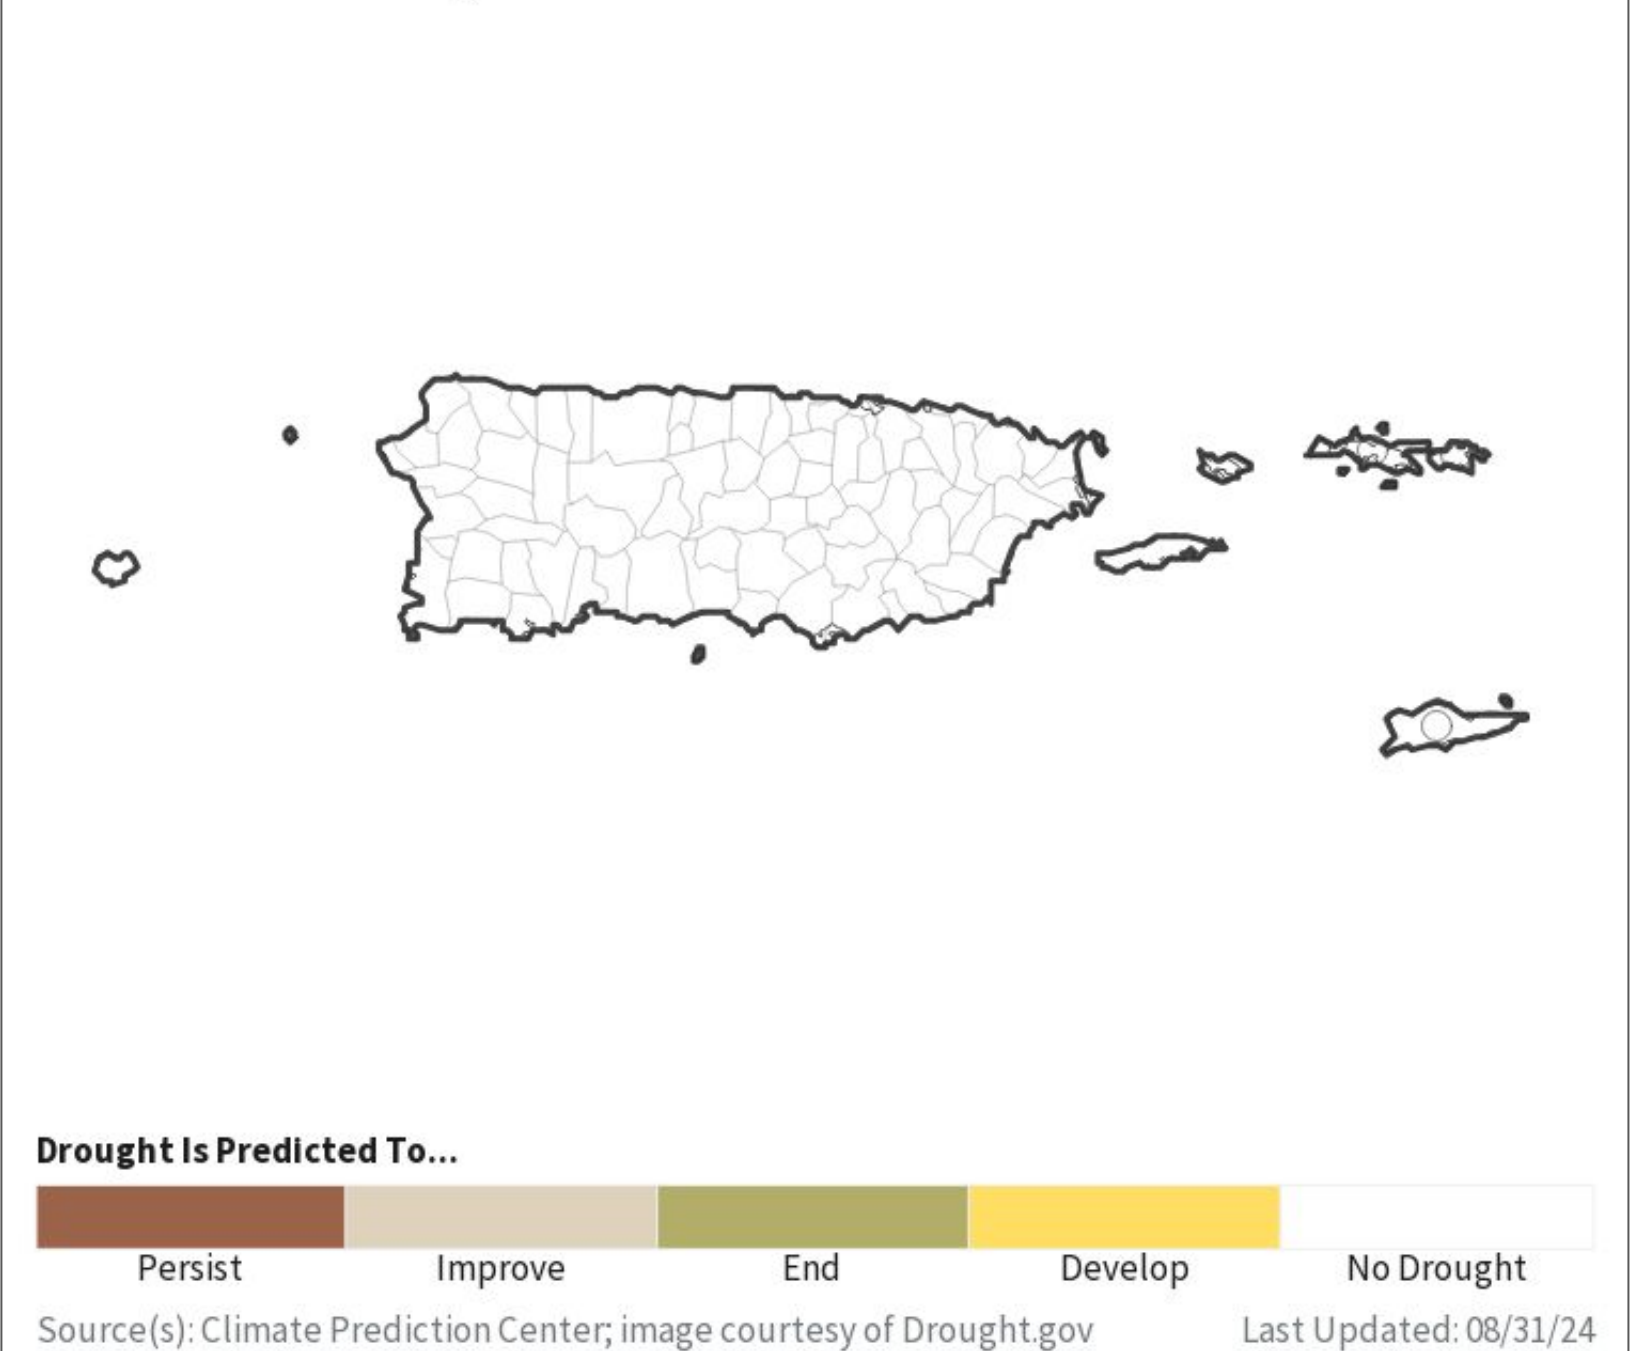 Drought Is Predicted To...
Persist Improve End Develop No Drought
Source(s): Climate Prediction Center; image courtesy of Drought.gov Last Updated: 08/31/24